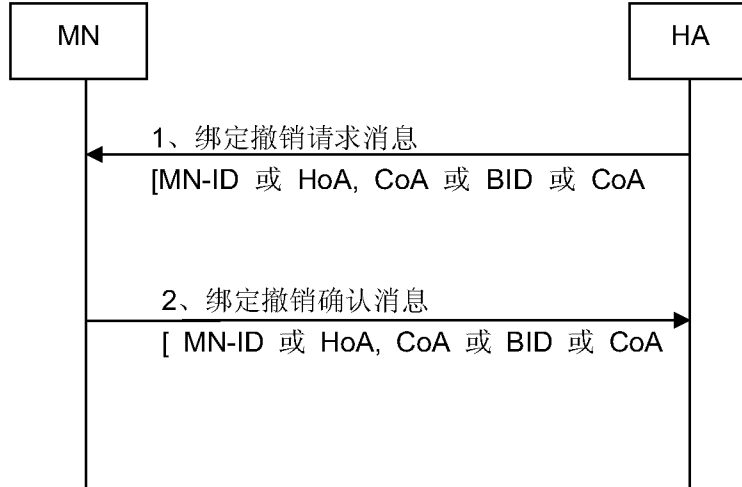 MN
HA
1、绑定撤销请求消息
[MN-ID 或 HoA, CoA 或 BID 或 CoA
2、绑定撤销确认消息
[ MN-ID 或 HoA, CoA 或 BID 或 CoA